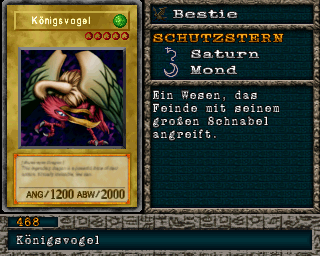 Königsvogel
ANG/1200 ABW/2000
Bestie
SCHUTZSTERN
Saturn
Mond
Ein Wesen, das
Feinde mit seinem
großen Schnabel
angreift.
468
Königsvogel